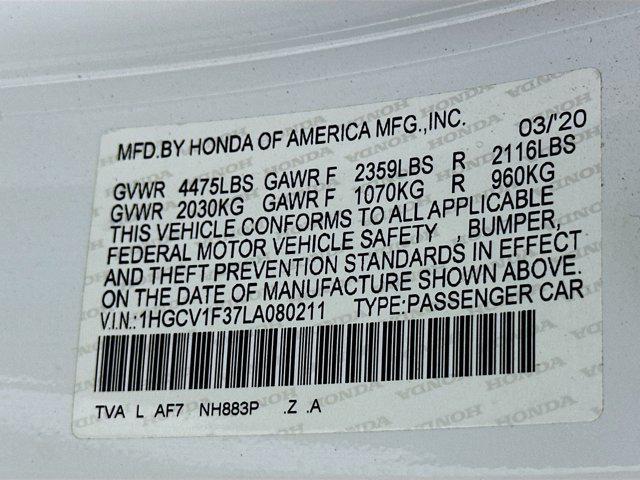 MFD.BY HONDA OF AMERICA MFG.,INC. 03/'20
GVWR 4475LBS GAWR F 2359LBS R 2116LBS
GVWR 2030KG GAWR F 1070KG R 960KG
THIS VEHICLE CONFORMS TO ALL APPLICABLE
FEDERAL MOTOR VEHICLE SAFETY , BUMPER,
AND THEFT PREVENTION STANDARDS IN EFFECT
ON THE DATE OF MANUFACTURE SHOWN ABOVE.
V.I.N.:1HGCV1F37LA080211 TYPE:PASSENGER CAR
TVA L AF7 NH883P .Z .A